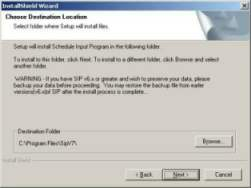 InstallShield Wizard
Choose Destination Location
Select folder where Setup will install files.
Setup will install Schedule Input Program in the following folder.
To install to this folder, click Next. To install to a different folder, click Browse and select
another folder.
WARNING - If you have SIP v6.x or greater and wish to preserve your data, please
backup your data before proceeding. You may restore the backup file from earlier
versions(v6.x)of SIP after the install process is complete...
Destination Folder
C:\Program Files\Sip\7\
Browse...
InstallShield
< Back
Next >
Cancel